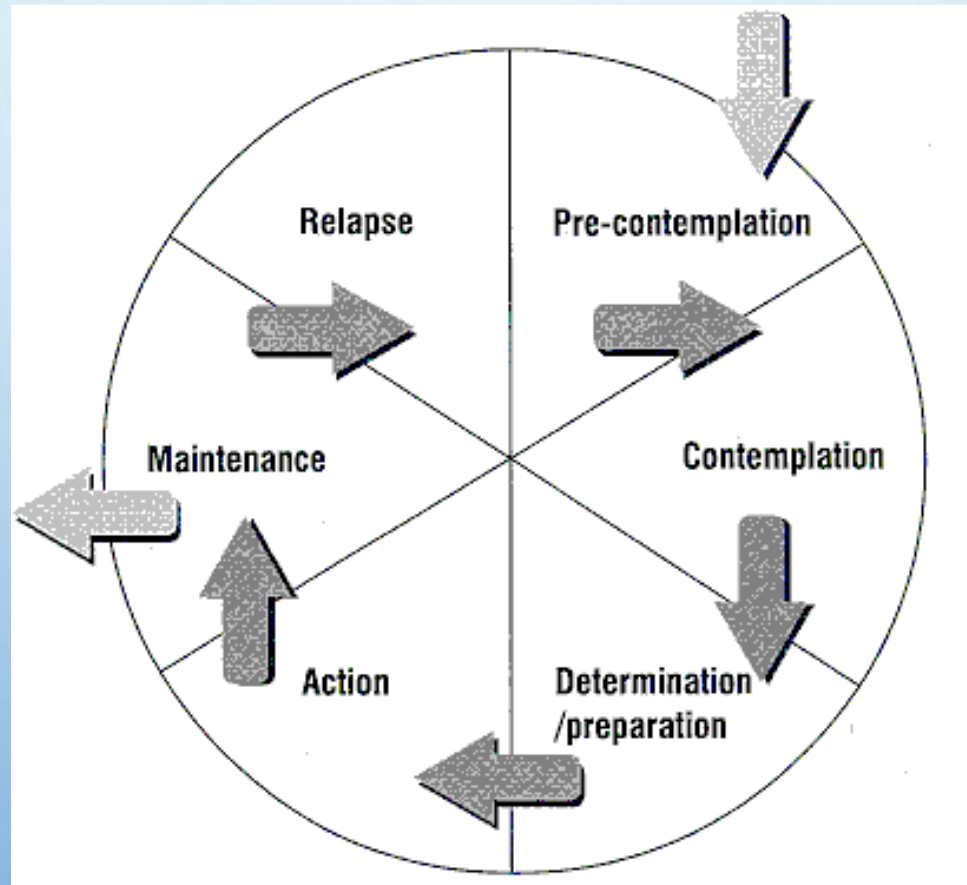 Relapse
Pre-contemplation
Maintenance
Contemplation
Action
Determination
/preparation